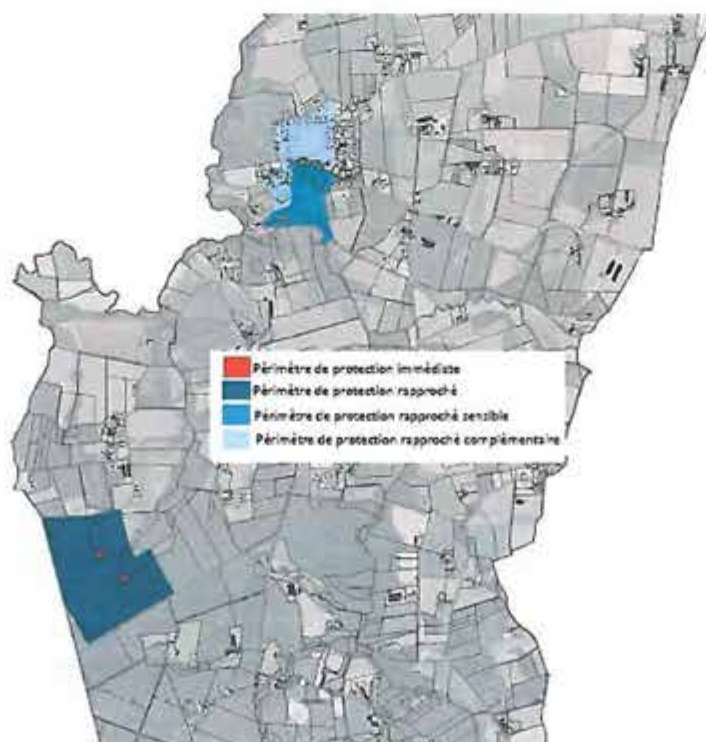 Périmètre de protection immédiate
Périmètre de protection rapproché
Périmètre de protection rapproché sensible
Périmètre de protection rapproché complémentaire